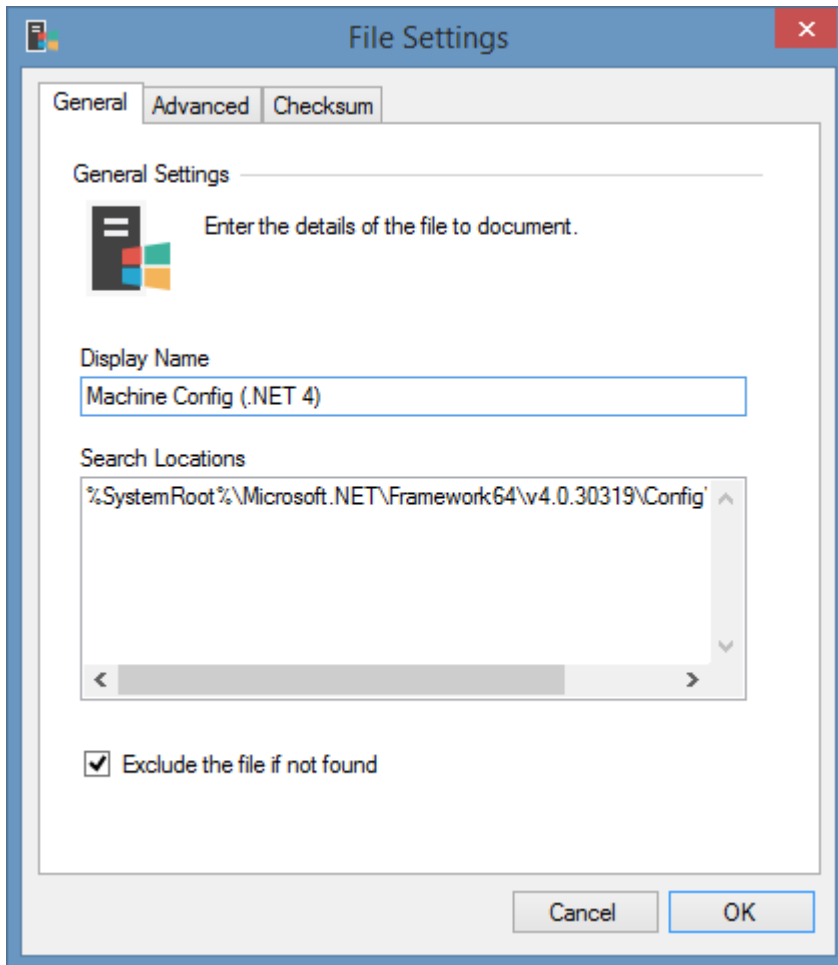 File Settings
General Advanced Checksum
General Settings
Enter the details of the file to document.
Display Name
Machine Config (.NET 4)
Search Locations
%SystemRoot%\Microsoft.NET\Framework64\v4.0.30319\Config\
Exclude the file if not found
Cancel OK